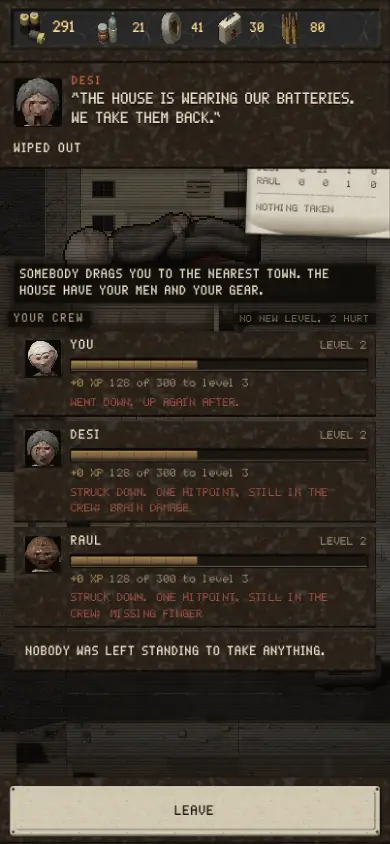 291 21 41 30 80
DESI
"THE HOUSE IS WEARING OUR BATTERIES.
WE TAKE THEM BACK."
WIPED OUT
RAUL 0 0 1 0
NOTHING TAKEN
SOMEBODY DRAGS YOU TO THE NEAREST TOWN. THE
HOUSE HAVE YOUR MEN AND YOUR GEAR.
YOUR CREW
NO NEW LEVEL, 2 HURT
YOU
LEVEL 2
+0 XP 128 of 300 to level 3
WENT DOWN, UP AGAIN AFTER.
DESI
LEVEL 2
+0 XP 128 of 300 to level 3
STRUCK DOWN. ONE HITPOINT. STILL IN THE
CREW: BRAIN DAMAGE
RAUL
LEVEL 2
+0 XP 128 of 300 to level 3
STRUCK DOWN. ONE HITPOINT. STILL IN THE
CREW: MISSING FINGER
NOBODY WAS LEFT STANDING TO TAKE ANYTHING.
LEAVE